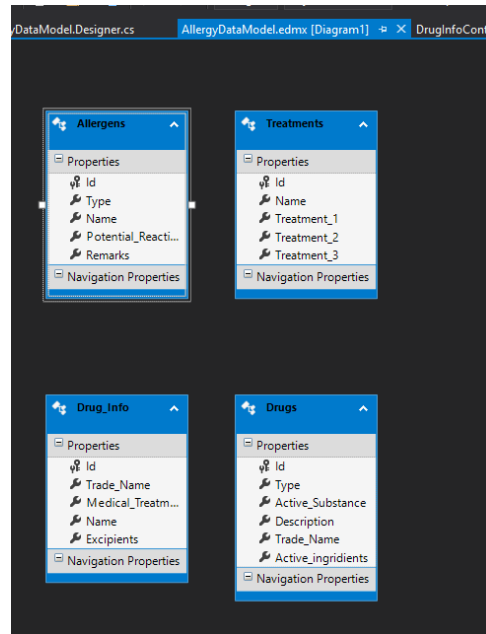 yDataModel.Designer.cs
AllergyDataModel.edmx [Diagram1]
DrugInfoCont
Allergens
Properties
Id
Type
Name
Potential_Reacti...
Remarks
Navigation Properties
Treatments
Properties
Id
Name
Treatment_1
Treatment_2
Treatment_3
Navigation Properties
Drug_Info
Properties
Id
Trade_Name
Medical_Treatm...
Name
Excipients
Navigation Properties
Drugs
Properties
Id
Type
Active_Substance
Description
Trade_Name
Active_ingridients
Navigation Properties